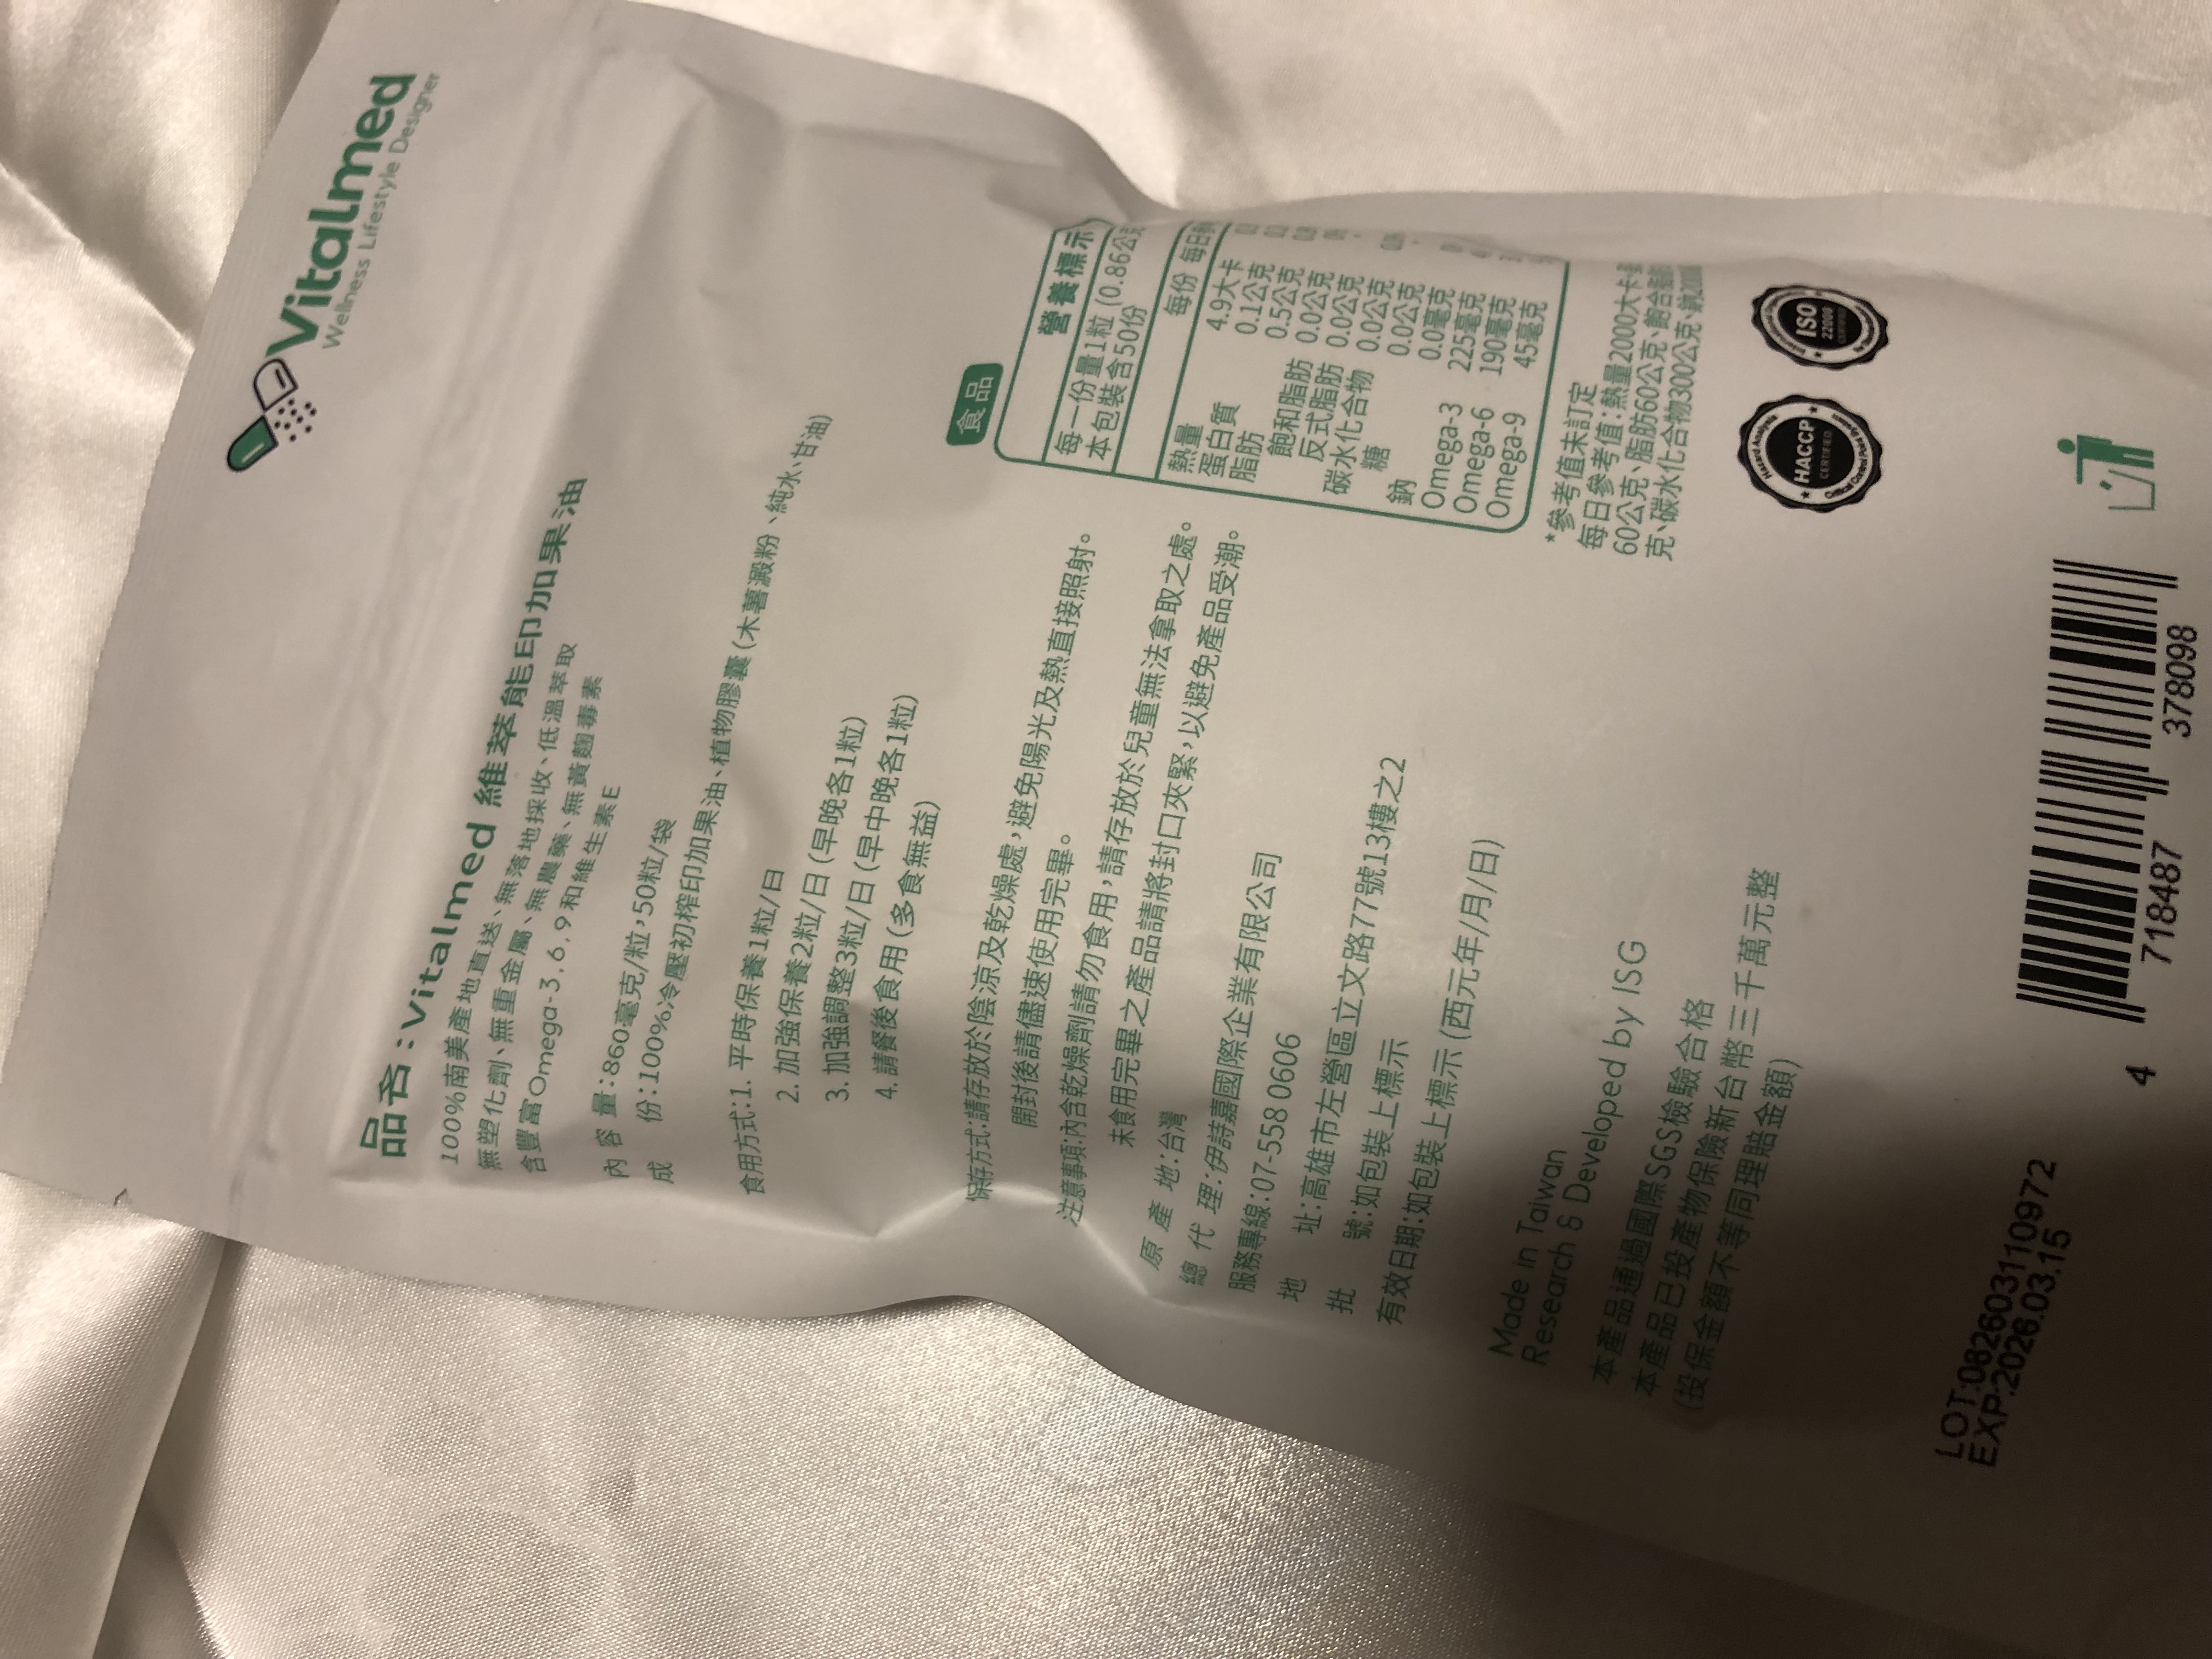 Vitalmed
Wellness Lifestyle Designer
品名:Vitalmed 維萃能印加果油
100%南美產地直送、無落地採收、低溫萃取
無塑化劑、無重金屬、無農藥、無黃麴毒素
含豐富Omega-3.6.9和維生素E
內容量:860毫克/粒,50粒/袋
成份:100%冷壓初榨印加果油、植物膠囊(木薯澱粉、純水、甘油)
食用方式:1. 平時保養1粒/日
2. 加強保養2粒/日(早晚各1粒)
3. 加強調整3粒/日(早中晚各1粒)
4. 請餐後食用(多食無益)
保存方式:請存放於陰涼及乾燥處,避免陽光及熱直接照射。
開封後請儘速使用完畢。
注意事項:內含乾燥劑請勿食用,請存放於兒童無法拿取之處。
未食用完畢之產品請將封口夾緊,以避免產品受潮。
原產地:台灣
總代理:伊詩嘉國際企業有限公司
服務專線:07-558 0606
地址:高雄市左營區立文路77號13樓之2
批號:如包裝上標示
有效日期:如包裝上標示(西元年/月/日)
Made in Taiwan
Research & Developed by ISG
本產品通過國際SGS檢驗合格
本產品已投產物保險新台幣三千萬元整
(投保金額不等同理賠金額)
食品
營養標示
每一份量1粒(0.86公克
本包裝含50份
每份 每日
熱量 4.9大卡
蛋白質 0.1公克
脂肪 0.5公克
飽和脂肪 0.0公克
反式脂肪 0.0公克
碳水化合物 0.0公克
糖 0.0公克
鈉 0.0毫克
Omega-3 225毫克
Omega-6 190毫克
Omega-9 45毫克
*參考值未訂定
每日參考值:熱量2000大卡、
60公克、脂肪60公克、飽合脂肪
克、碳水化合物300公克、鈉2000
HACCP
CERTIFIED
ISO
22000
LOT:082603110972
EXP:2026.03.15
4 718487 378098